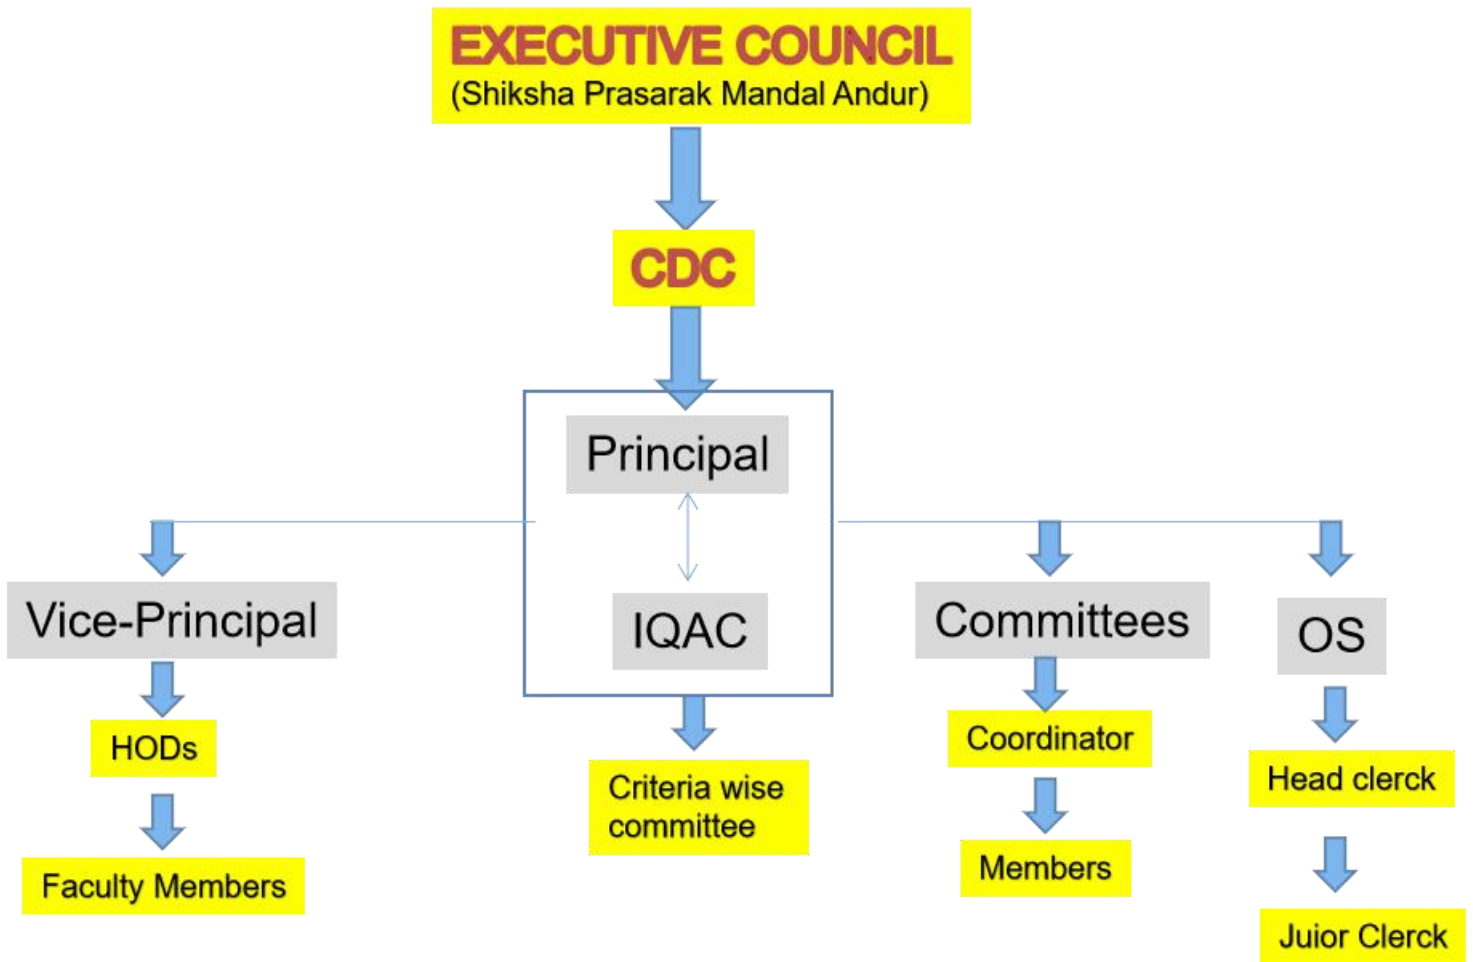 EXECUTIVE COUNCIL
(Shiksha Prasarak Mandal Andur)
CDC
Principal
Vice-Principal
IQAC
Committees
OS
HODs
Criteria wise
committee
Coordinator
Head clerck
Faculty Members
Members
Juior Clerck